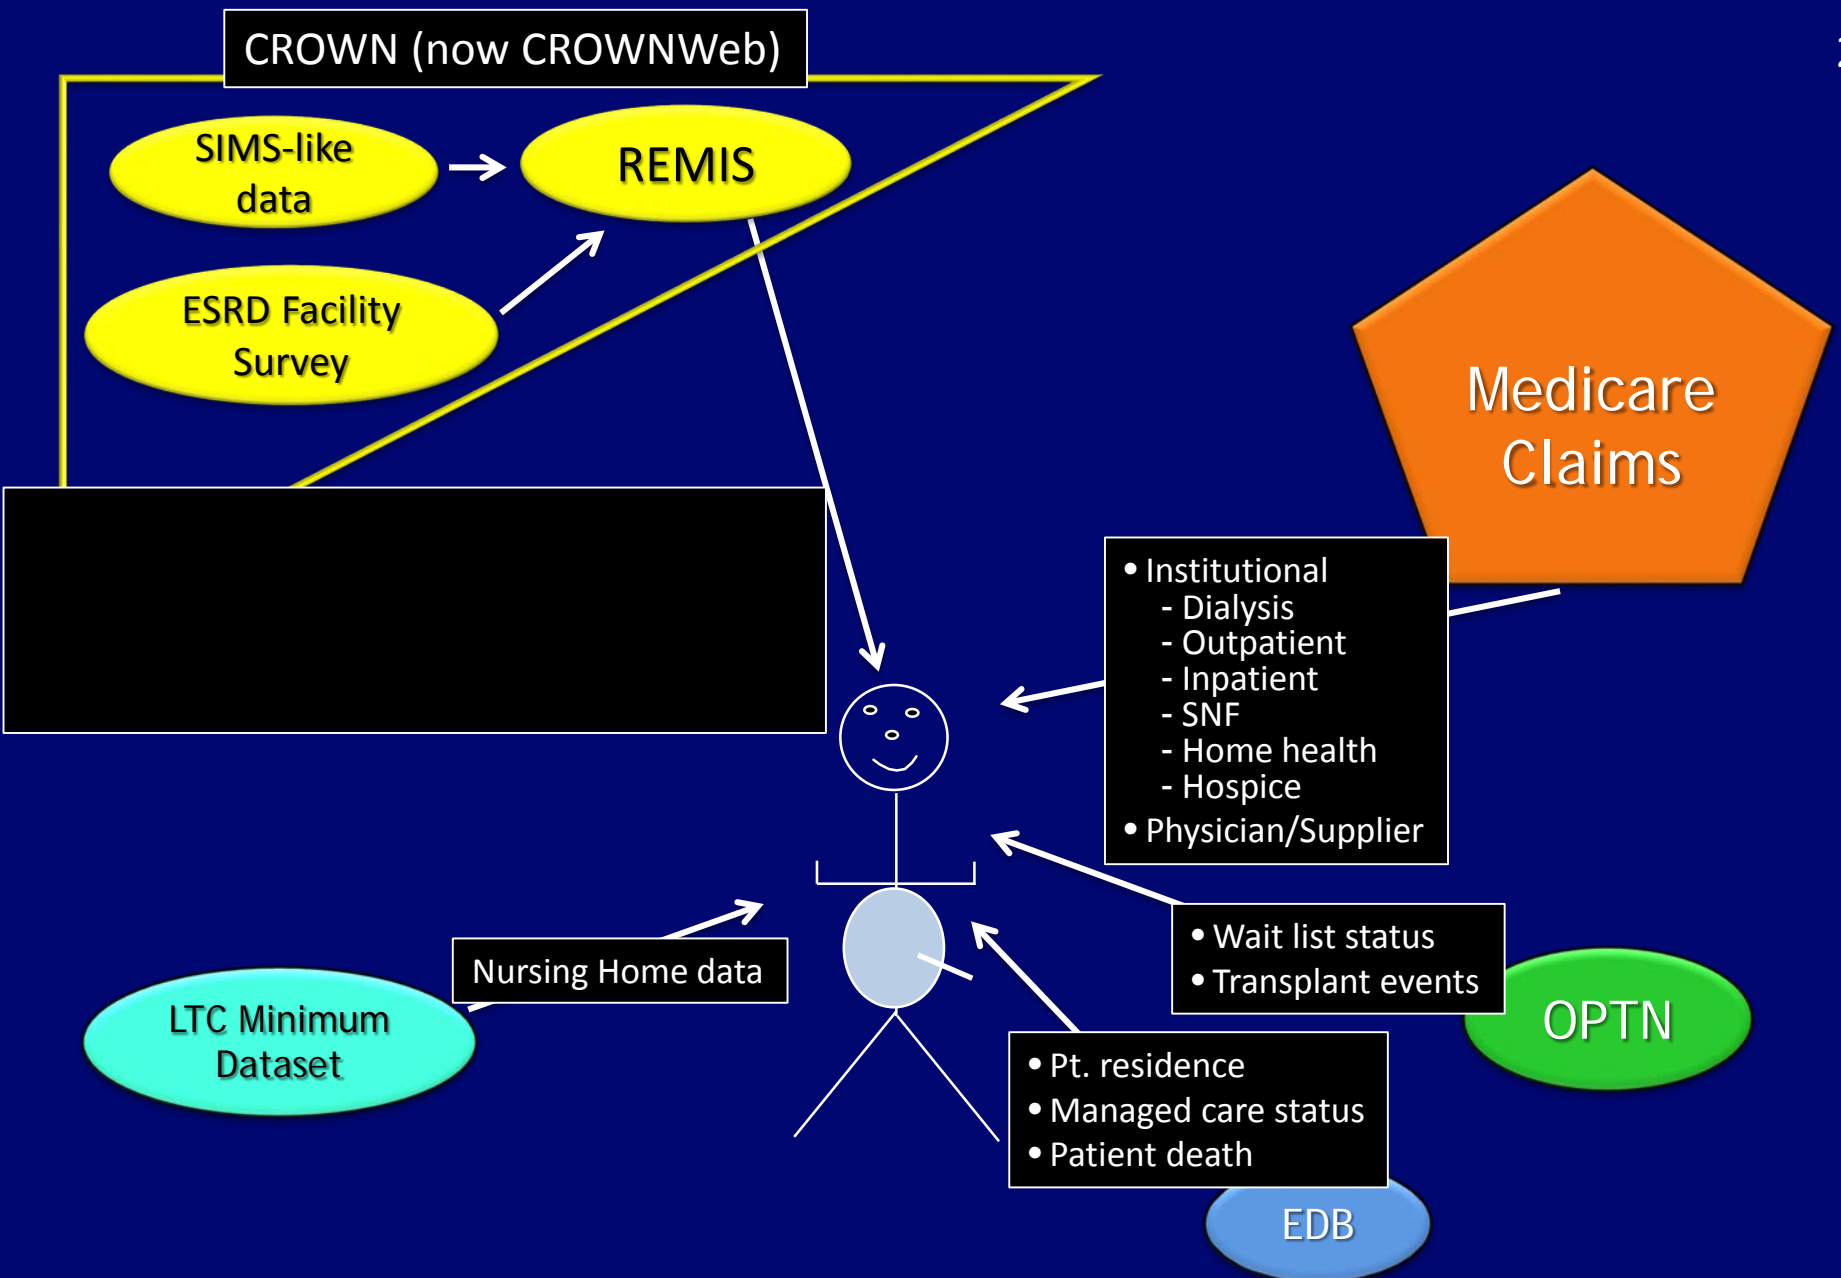 CROWN (now CROWNWeb)
SIMS-like
data
REMIS
ESRD Facility
Survey
Medicare
Claims
• Institutional
- Dialysis
- Outpatient
- Inpatient
- SNF
- Home health
- Hospice
• Physician/Supplier
• Wait list status
• Transplant events
OPTN
Nursing Home data
LTC Minimum
Dataset
• Pt. residence
• Managed care status
• Patient death
EDB